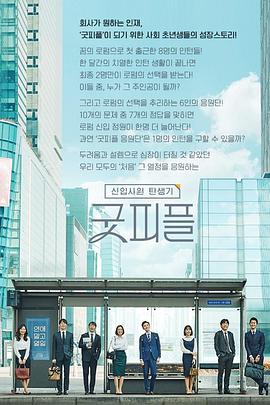 회사가 원하는 인재,
'굿피플'이 되기 위한 사회 초년생들의 성장스토리!
꿈의 로펌으로 첫 출근한 8명의 인턴들!
한 달간의 치열한 인턴 생활이 끝나면
최종 2명만이 로펌의 선택을 받는다!
이들 중, 누가 그 주인공이 될까?
그리고 로펌의 선택을 추리하는 6인의 응원단!
10개의 문제 중 7개의 정답을 맞히면
로펌 신입 정원이 한명 더 늘어난다!
과연 '굿피플 응원단'은 1명의 인턴을 구할 수 있을까?
두려움과 설렘으로 심장이 터질 것 같았던
우리 모두의 '처음' 그 열정을 응원하는
신입사원 탄생기
굿피플
연애
말고
열일